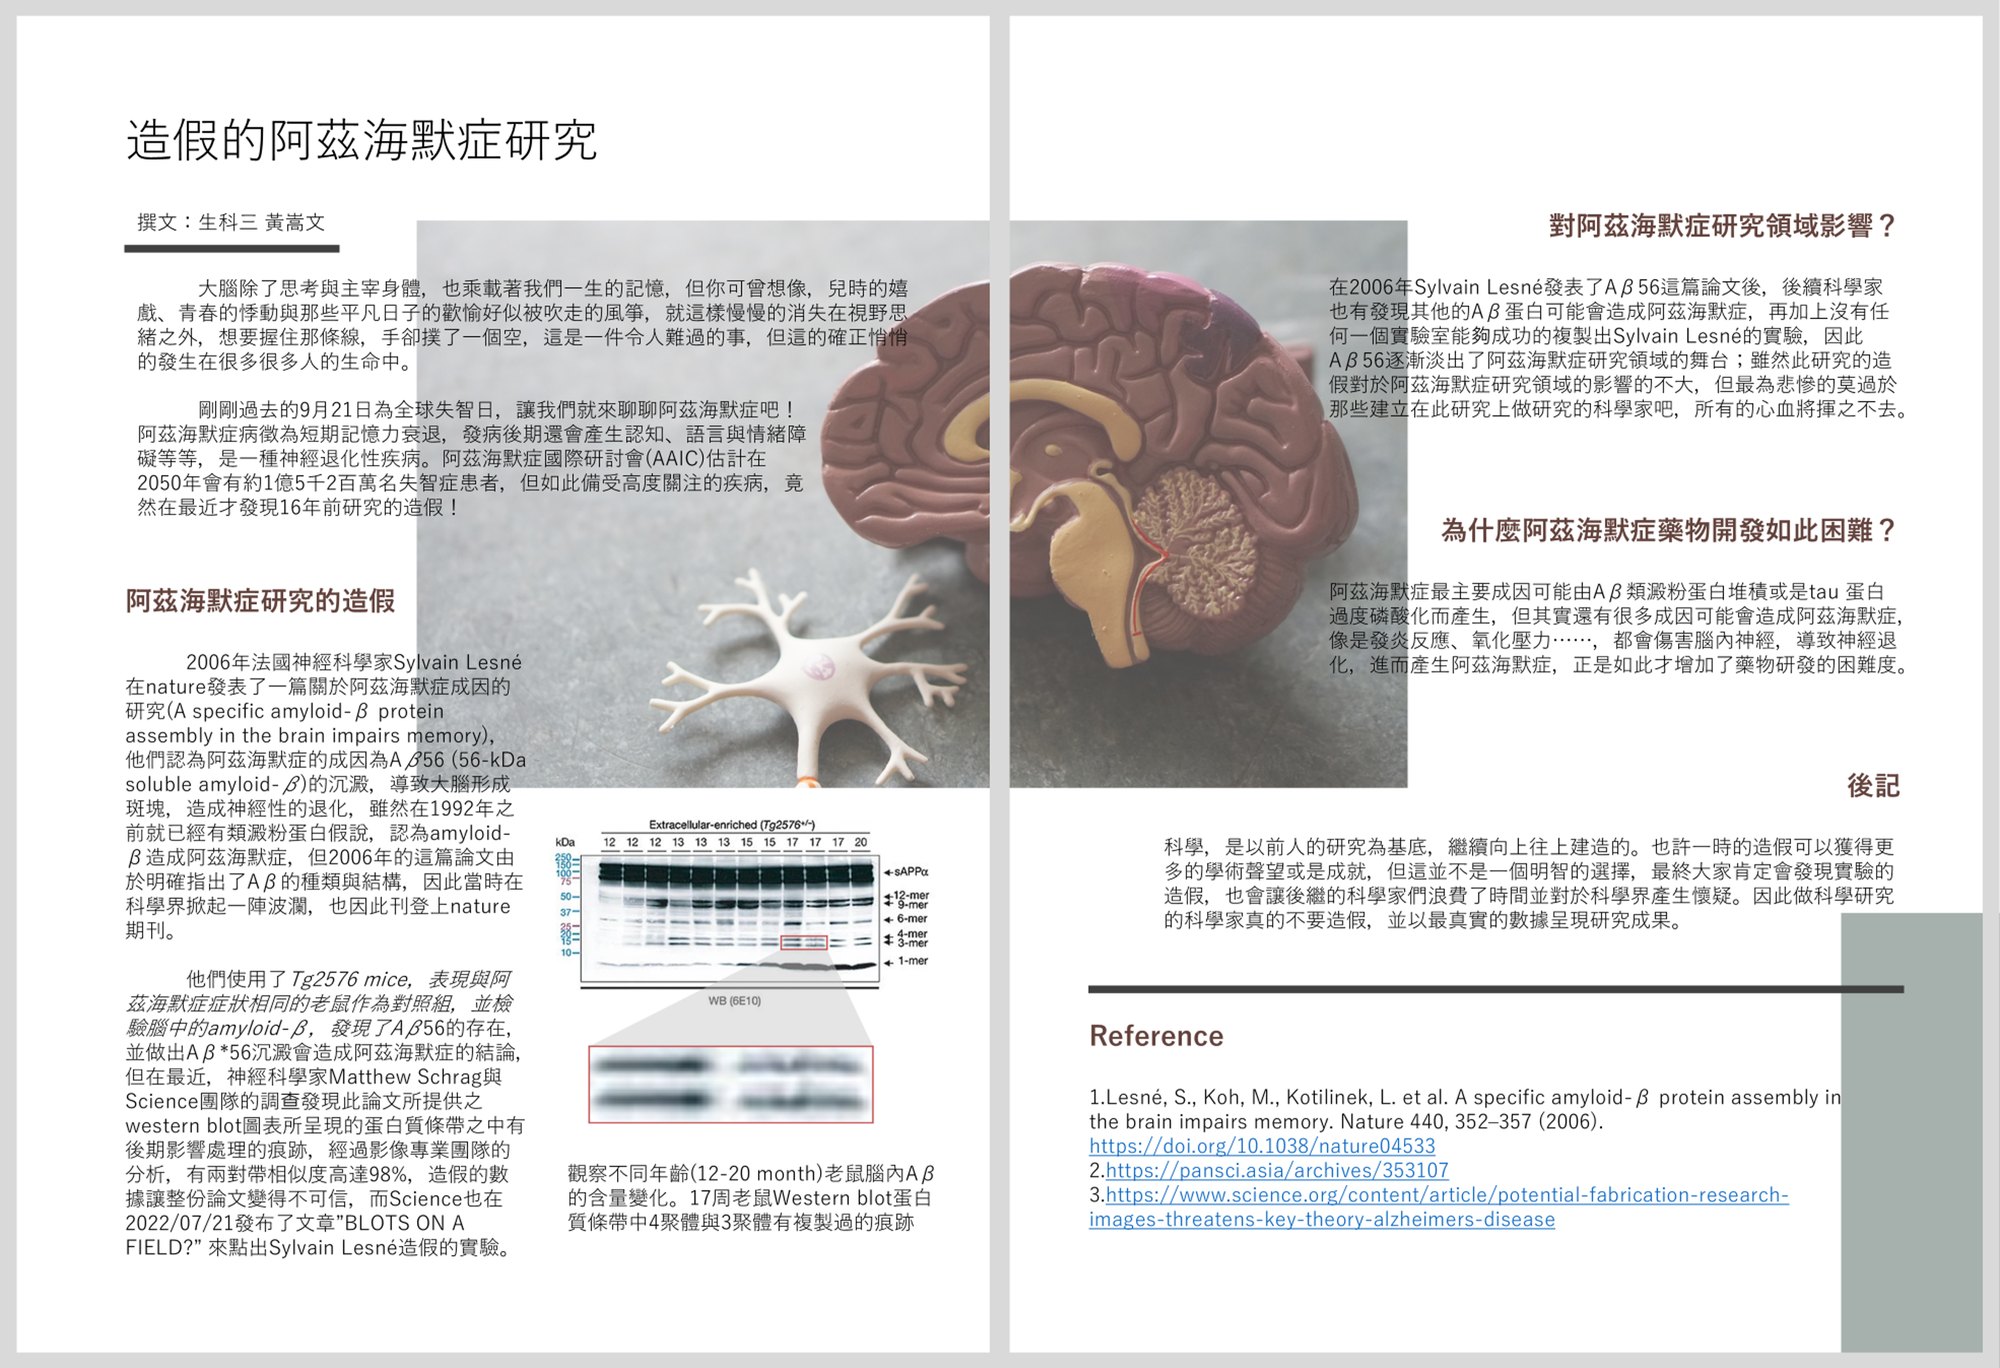 造假的阿茲海默症研究
撰文：生科三 黃嵩文
大腦除了思考與主宰身體，也乘載著我們一生的記憶，但你可曾想像，兒時的嬉
戲、青春的悸動與那些平凡日子的歡愉好似被吹走的風箏，就這樣慢慢的消失在視野思
緒之外，想要握住那條線，手卻撲了一個空，這是一件令人難過的事，但這的確正悄悄
的發生在很多很多人的生命中。
剛剛過去的9月21日為全球失智日，讓我們就來聊聊阿茲海默症吧！
阿茲海默症病徵為短期記憶力衰退，發病後期還會產生認知、語言與情緒障
礙等等，是一種神經退化性疾病。阿茲海默症國際研討會(AAIC)估計在
2050年會有約1億5千2百萬名失智症患者，但如此備受高度關注的疾病，竟
然在最近才發現16年前研究的造假！
阿茲海默症研究的造假
2006年法國神經科學家Sylvain Lesné
在nature發表了一篇關於阿茲海默症成因的
研究(A specific amyloid-β protein
assembly in the brain impairs memory)，
他們認為阿茲海默症的成因為Aβ56 (56-kDa
soluble amyloid-β)的沉澱，導致大腦形成
斑塊，造成神經性的退化，雖然在1992年之
前就已經有類澱粉蛋白假說，認為amyloid-
β造成阿茲海默症，但2006年的這篇論文由
於明確指出了Aβ的種類與結構，因此當時在
科學界掀起一陣波瀾，也因此刊登上nature
期刊。
他們使用了Tg2576 mice，表現與阿
茲海默症症狀相同的老鼠作為對照組，並檢
驗腦中的amyloid-β，發現了Aβ56的存在，
並做出Aβ*56沉澱會造成阿茲海默症的結論，
但在最近，神經科學家Matthew Schrag與
Science團隊的調查發現此論文所提供之
western blot圖表所呈現的蛋白質條帶之中有
後期影響處理的痕跡，經過影像專業團隊的
分析，有兩對帶相似度高達98%，造假的數
據讓整份論文變得不可信，而Science也在
2022/07/21發布了文章”BLOTS ON A
FIELD?” 來點出Sylvain Lesné造假的實驗。
Extracellular-enriched (Tg2576+/-)
kDa 12 12 12 13 13 13 15 15 17 17 17 20
250
150
100
75
50
37
25
20
15
10
sAPPα
12-mer
9-mer
6-mer
4-mer
3-mer
1-mer
WB (6E10)
觀察不同年齡(12-20 month)老鼠腦內Aβ
的含量變化。17周老鼠Western blot蛋白
質條帶中4聚體與3聚體有複製過的痕跡
對阿茲海默症研究領域影響？
在2006年Sylvain Lesné發表了Aβ56這篇論文後，後續科學家
也有發現其他的Aβ蛋白可能會造成阿茲海默症，再加上沒有任
何一個實驗室能夠成功的複製出Sylvain Lesné的實驗，因此
Aβ56逐漸淡出了阿茲海默症研究領域的舞台；雖然此研究的造
假對於阿茲海默症研究領域的影響的不大，但最為悲慘的莫過於
那些建立在此研究上做研究的科學家吧，所有的心血將揮之不去。
為什麼阿茲海默症藥物開發如此困難？
阿茲海默症最主要成因可能由Aβ類澱粉蛋白堆積或是tau 蛋白
過度磷酸化而產生，但其實還有很多成因可能會造成阿茲海默症，
像是發炎反應、氧化壓力……，都會傷害腦內神經，導致神經退
化，進而產生阿茲海默症，正是如此才增加了藥物研發的困難度。
後記
科學，是以前人的研究為基底，繼續向上往上建造的。也許一時的造假可以獲得更
多的學術聲望或是成就，但這並不是一個明智的選擇，最終大家肯定會發現實驗的
造假，也會讓後繼的科學家們浪費了時間並對於科學界產生懷疑。因此做科學研究
的科學家真的不要造假，並以最真實的數據呈現研究成果。
Reference
1.Lesné, S., Koh, M., Kotilinek, L. et al. A specific amyloid-β protein assembly in
the brain impairs memory. Nature 440, 352–357 (2006).
https://doi.org/10.1038/nature04533
2.https://pansci.asia/archives/353107
3.https://www.science.org/content/article/potential-fabrication-research-
images-threatens-key-theory-alzheimers-disease